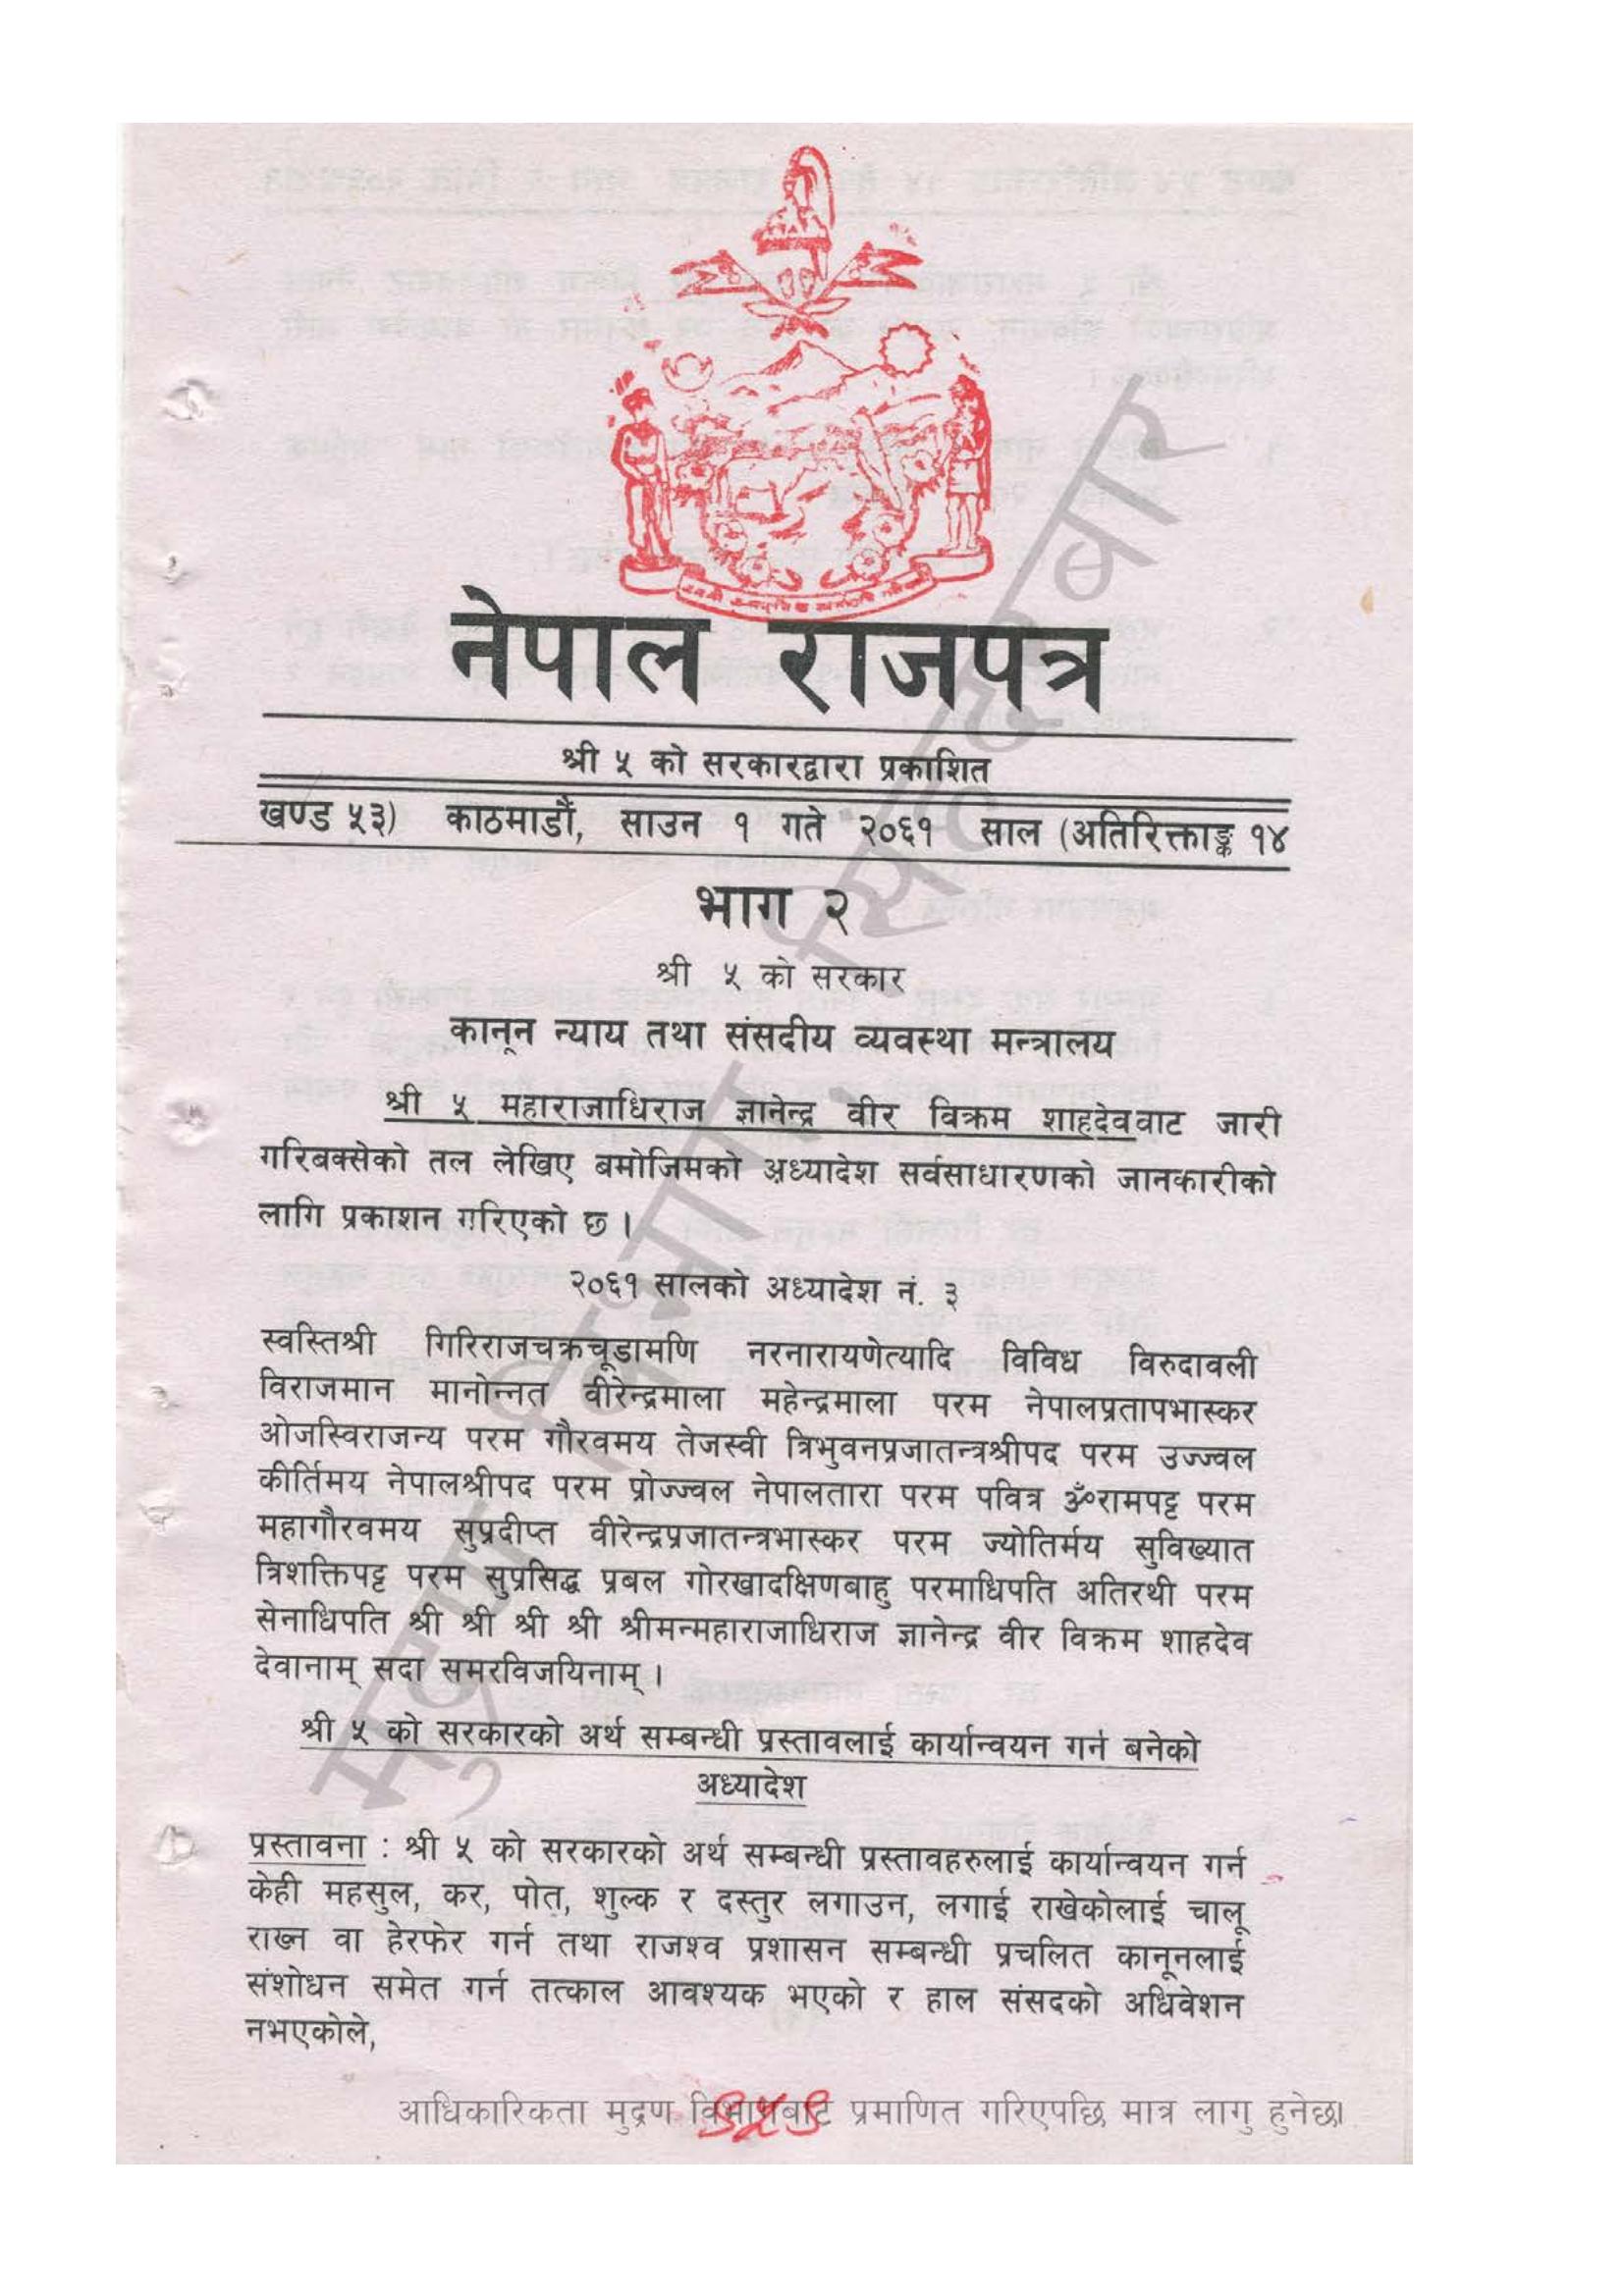 नेपाल राजपत्र
श्री ५ को सरकारद्वारा प्रकाशित
खण्ड ५३) काठमाडौं, साउन १ गते २०६१ साल (अतिरिक्ताङ्क १४
भाग २
श्री ५ को सरकार
कानून न्याय तथा संसदीय व्यवस्था मन्त्रालय
श्री ५ महाराजाधिराज ज्ञानेन्द्र वीर विक्रम शाहदेववाट जारी
गरिबक्सेको तल लेखिए बमोजिमको अध्यादेश सर्वसाधारणको जानकारीको
लागि प्रकाशन गरिएको छ ।
२०६१ सालको अध्यादेश नं. ३
स्वस्तिश्री गिरिराजचक्रचूडामणि नरनारायणेत्यादि विविध विरुदावली
विराजमान मानोन्नत वीरेन्द्रमाला महेन्द्रमाला परम नेपालप्रतापभास्कर
ओजस्विराजन्य परम गौरवमय तेजस्वी त्रिभुवनप्रजातन्त्रश्रीपद परम उज्ज्वल
कीर्तिमय नेपालश्रीपद परम प्रोज्ज्वल नेपालतारा परम पवित्र ॐरामपट्ट परम
महागौरवमय सुप्रदीप्त वीरेन्द्रप्रजातन्त्रभास्कर परम ज्योतिर्मय सुविख्यात
त्रिशक्तिपट्ट परम सुप्रसिद्ध प्रबल गोरखादक्षिणबाहु परमाधिपति अतिरथी परम
सेनाधिपति श्री श्री श्री श्री श्रीमन्महाराजाधिराज ज्ञानेन्द्र वीर विक्रम शाहदेव
देवानाम् सदा समरविजयिनाम् ।
श्री ५ को सरकारको अर्थ सम्बन्धी प्रस्तावलाई कार्यान्वयन गर्न बनेको
अध्यादेश
प्रस्तावना : श्री ५ को सरकारको अर्थ सम्बन्धी प्रस्तावहरुलाई कार्यान्वयन गर्न
केही महसुल, कर, पोत, शुल्क र दस्तुर लगाउन, लगाई राखेकोलाई चालू
राख्न वा हेरफेर गर्न तथा राजश्व प्रशासन सम्बन्धी प्रचलित कानूनलाई
संशोधन समेत गर्न तत्काल आवश्यक भएको र हाल संसदको अधिवेशन
नभएकोले,
आधिकारिकता मुद्रण विभागबाट प्रमाणित गरिएपछि मात्र लागु हुनेछ।
मुद्रण विभाग, सिंहदरबार